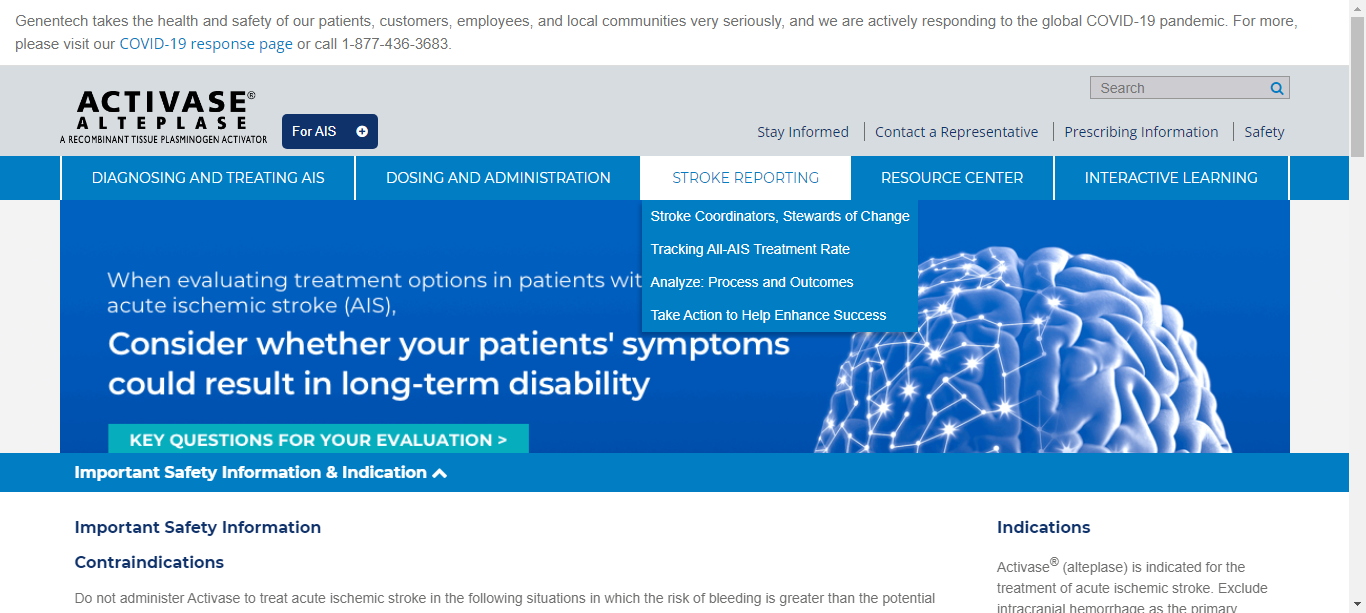 Genentech takes the health and safety of our patients, customers, employees, and local communities very seriously, and we are actively responding to the global COVID-19 pandemic. For more,
please visit our COVID-19 response page or call 1-877-436-3683.
Search
ACTIVASE®
ALTEPLASE
A RECOMBINANT TISSUE PLASMINOGEN ACTIVATOR
For AIS
Stay Informed
Contact a Representative
Prescribing Information
Safety
DIAGNOSING AND TREATING AIS
DOSING AND ADMINISTRATION
STROKE REPORTING
RESOURCE CENTER
INTERACTIVE LEARNING
Stroke Coordinators, Stewards of Change
Tracking All-AIS Treatment Rate
Analyze: Process and Outcomes
Take Action to Help Enhance Success
When evaluating treatment options in patients wit
acute ischemic stroke (AIS),
Consider whether your patients' symptoms
could result in long-term disability
KEY QUESTIONS FOR YOUR EVALUATION >
Important Safety Information & Indication
Important Safety Information
Contraindications
Do not administer Activase to treat acute ischemic stroke in the following situations in which the risk of bleeding is greater than the potential
Indications
Activase® (alteplase) is indicated for the
treatment of acute ischemic stroke. Exclude
intracranial hemorrhage as the primary